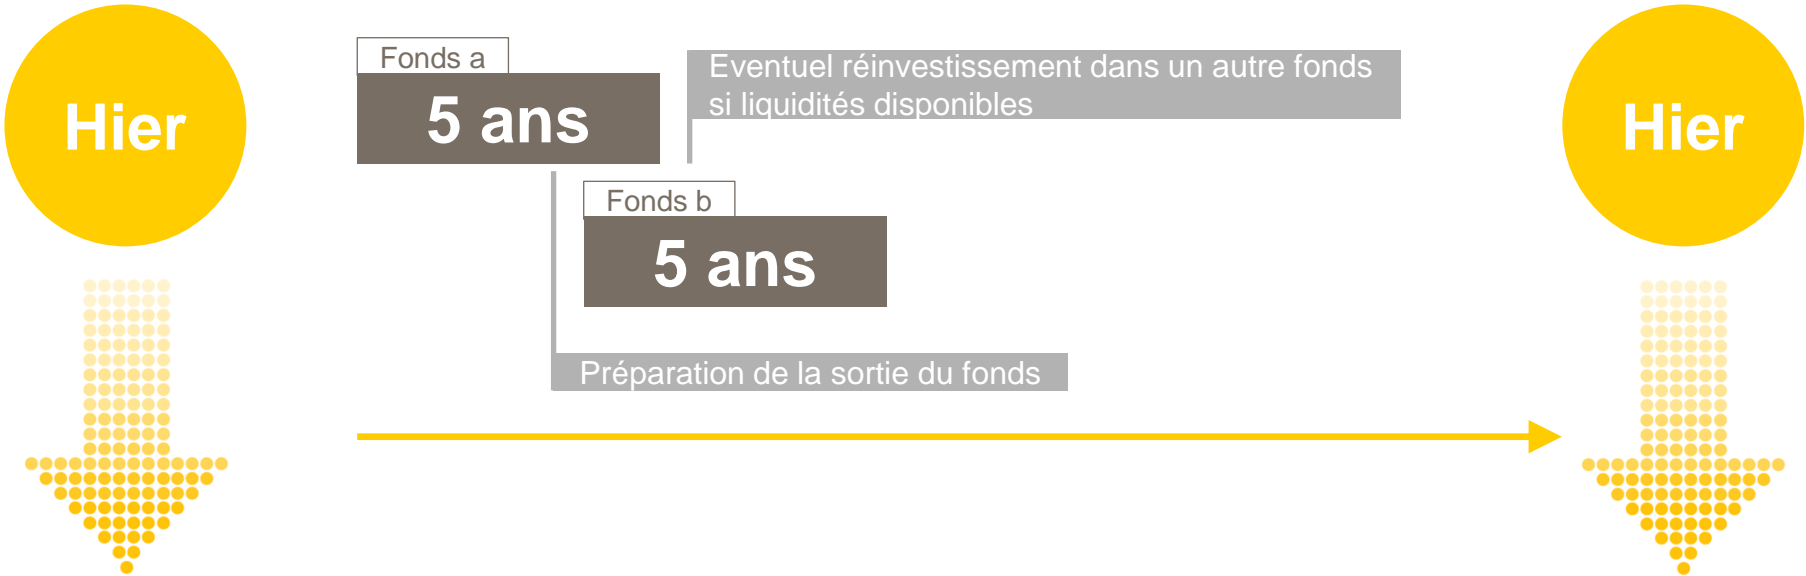 Hier
Fonds a
5 ans
Eventuel réinvestissement dans un autre fonds
si liquidités disponibles
Hier
Fonds b
5 ans
Préparation de la sortie du fonds